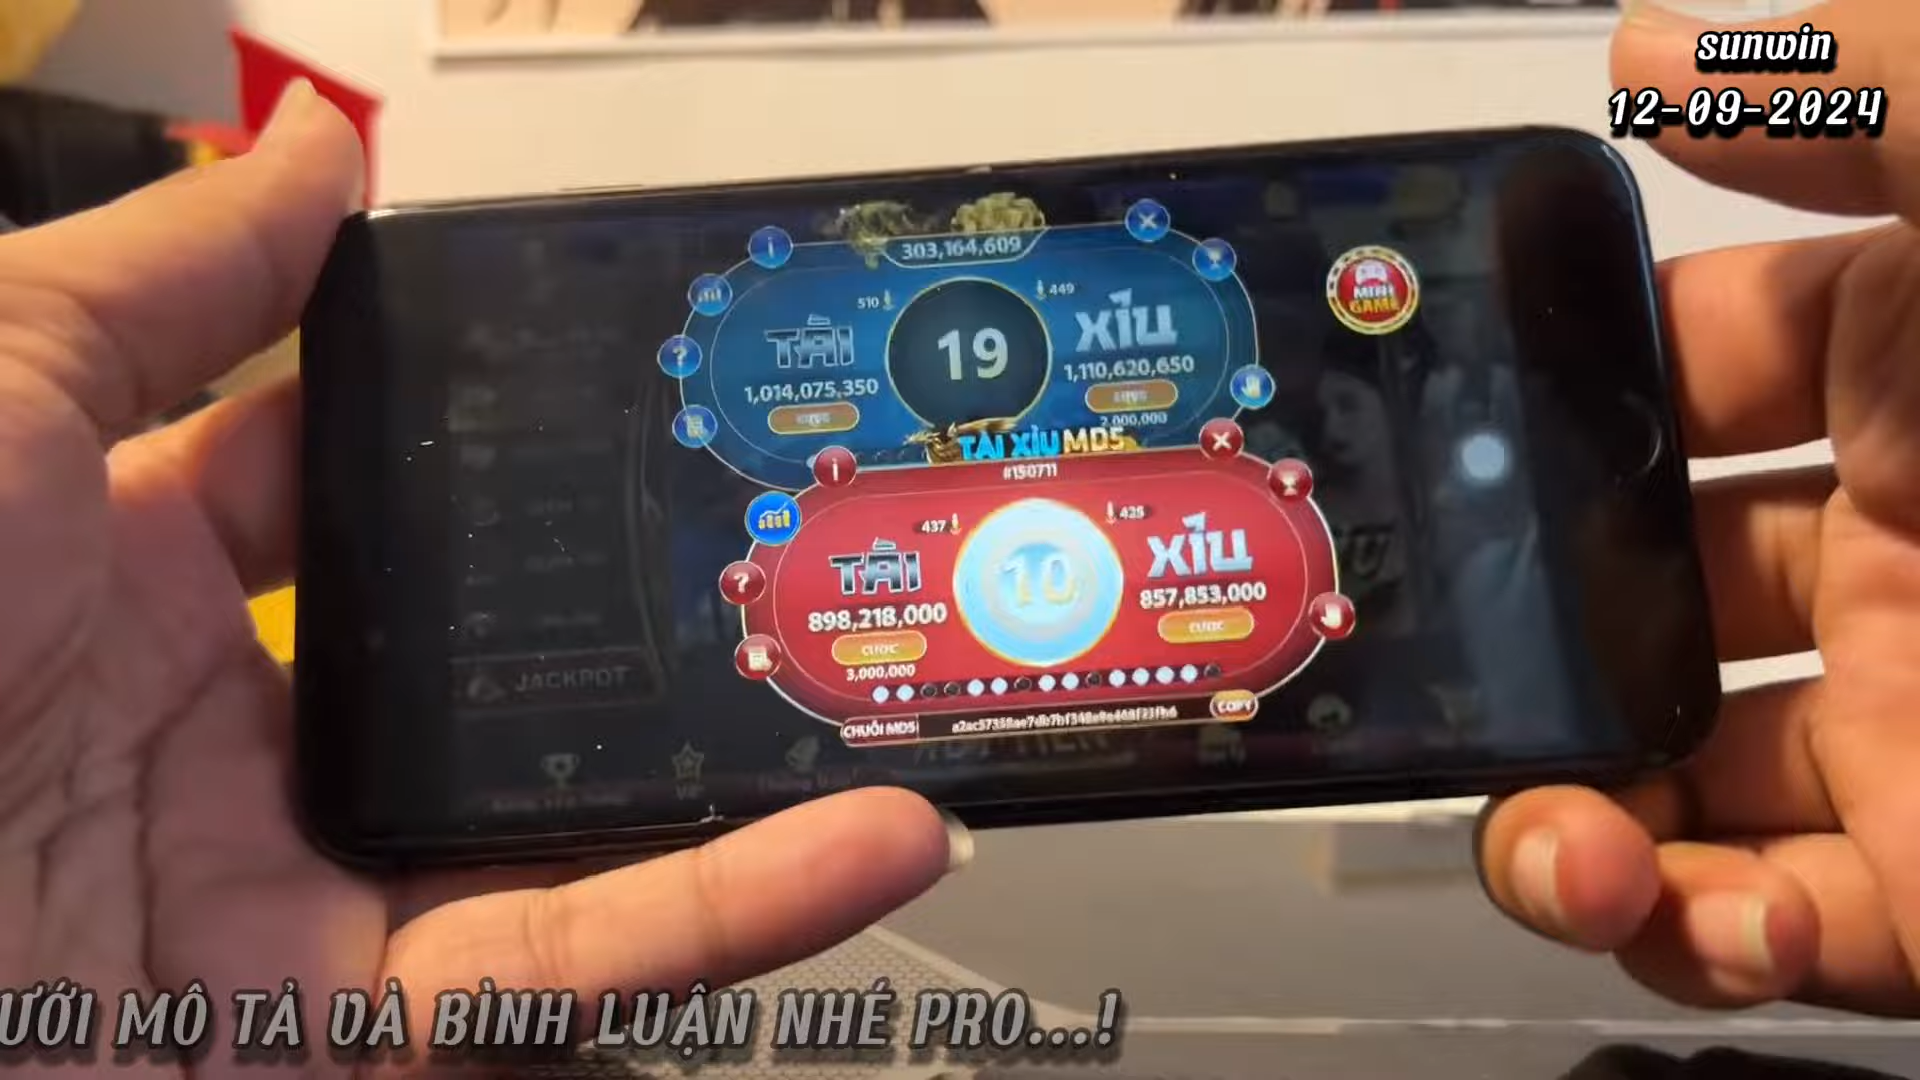 sunwin
12-09-2024
303,164,609
510
449
TÀI
19
XỈU
1,014,075,350
1,110,620,650
2,000,000
MINI
GAME
TÀI XỈU MD5
#150711
437
425
TÀI
10
XỈU
898,218,000
857,853,000
CƯỢC
CƯỢC
3,000,000
CHUỖI MD5
COPY
JACKPOT
ƯỚI MÔ TẢ VÀ BÌNH LUẬN NHÉ PRO...!